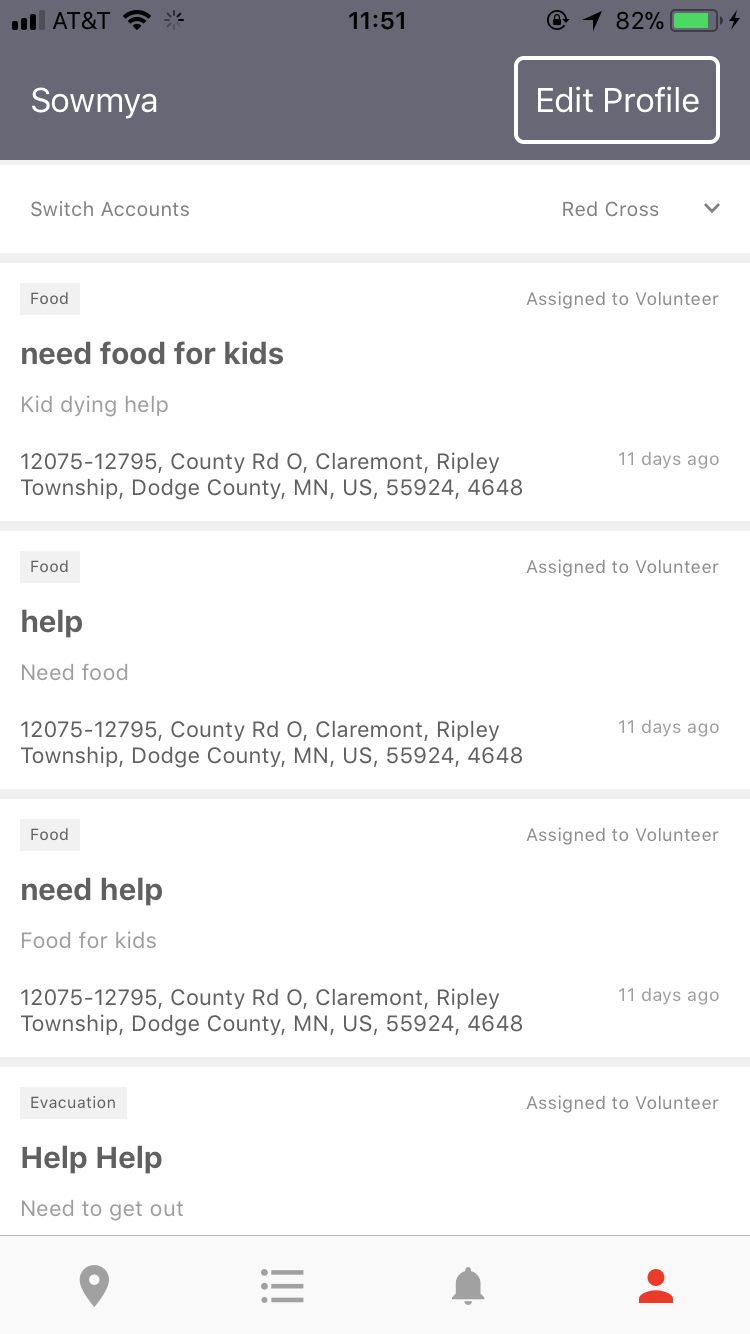 AT&T 11:51 82%
Sowmya Edit Profile
Switch Accounts Red Cross
Food Assigned to Volunteer
need food for kids
Kid dying help
12075-12795, County Rd O, Claremont, Ripley 11 days ago
Township, Dodge County, MN, US, 55924, 4648
Food Assigned to Volunteer
help
Need food
12075-12795, County Rd O, Claremont, Ripley 11 days ago
Township, Dodge County, MN, US, 55924, 4648
Food Assigned to Volunteer
need help
Food for kids
12075-12795, County Rd O, Claremont, Ripley 11 days ago
Township, Dodge County, MN, US, 55924, 4648
Evacuation Assigned to Volunteer
Help Help
Need to get out